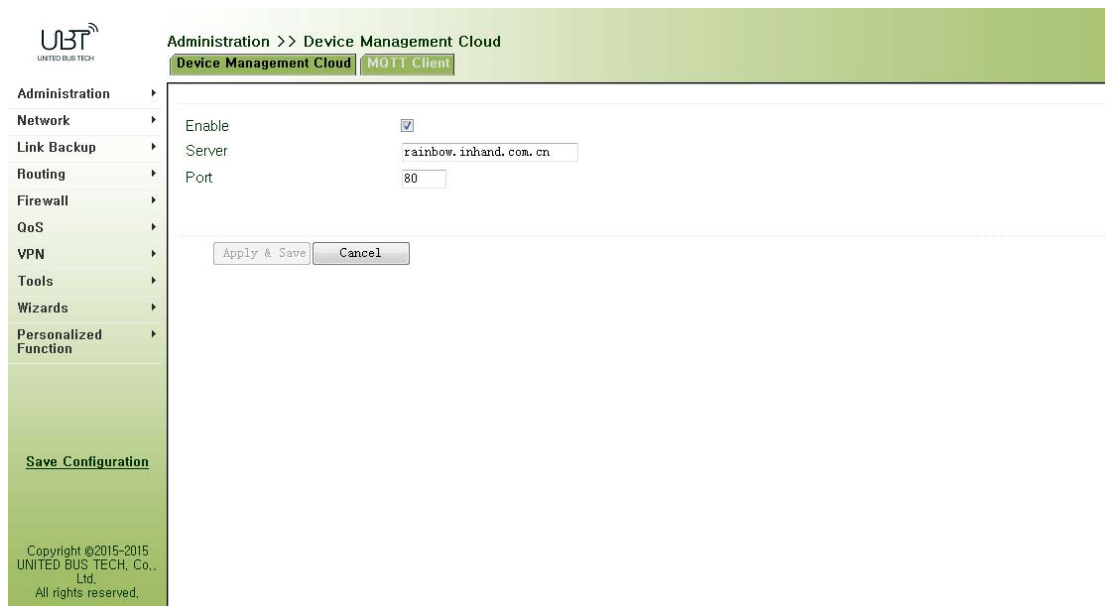 UBT
UNITED BUS TECH
Administration >> Device Management Cloud
Device Management Cloud MQTT Client
Administration
Network
Link Backup
Routing
Firewall
QoS
VPN
Tools
Wizards
Personalized
Function
Enable
Server rainbow.inhand.com.cn
Port 80
Apply & Save Cancel
Save Configuration
Copyright ©2015-2015
UNITED BUS TECH, Co.,
Ltd.
All rights reserved.